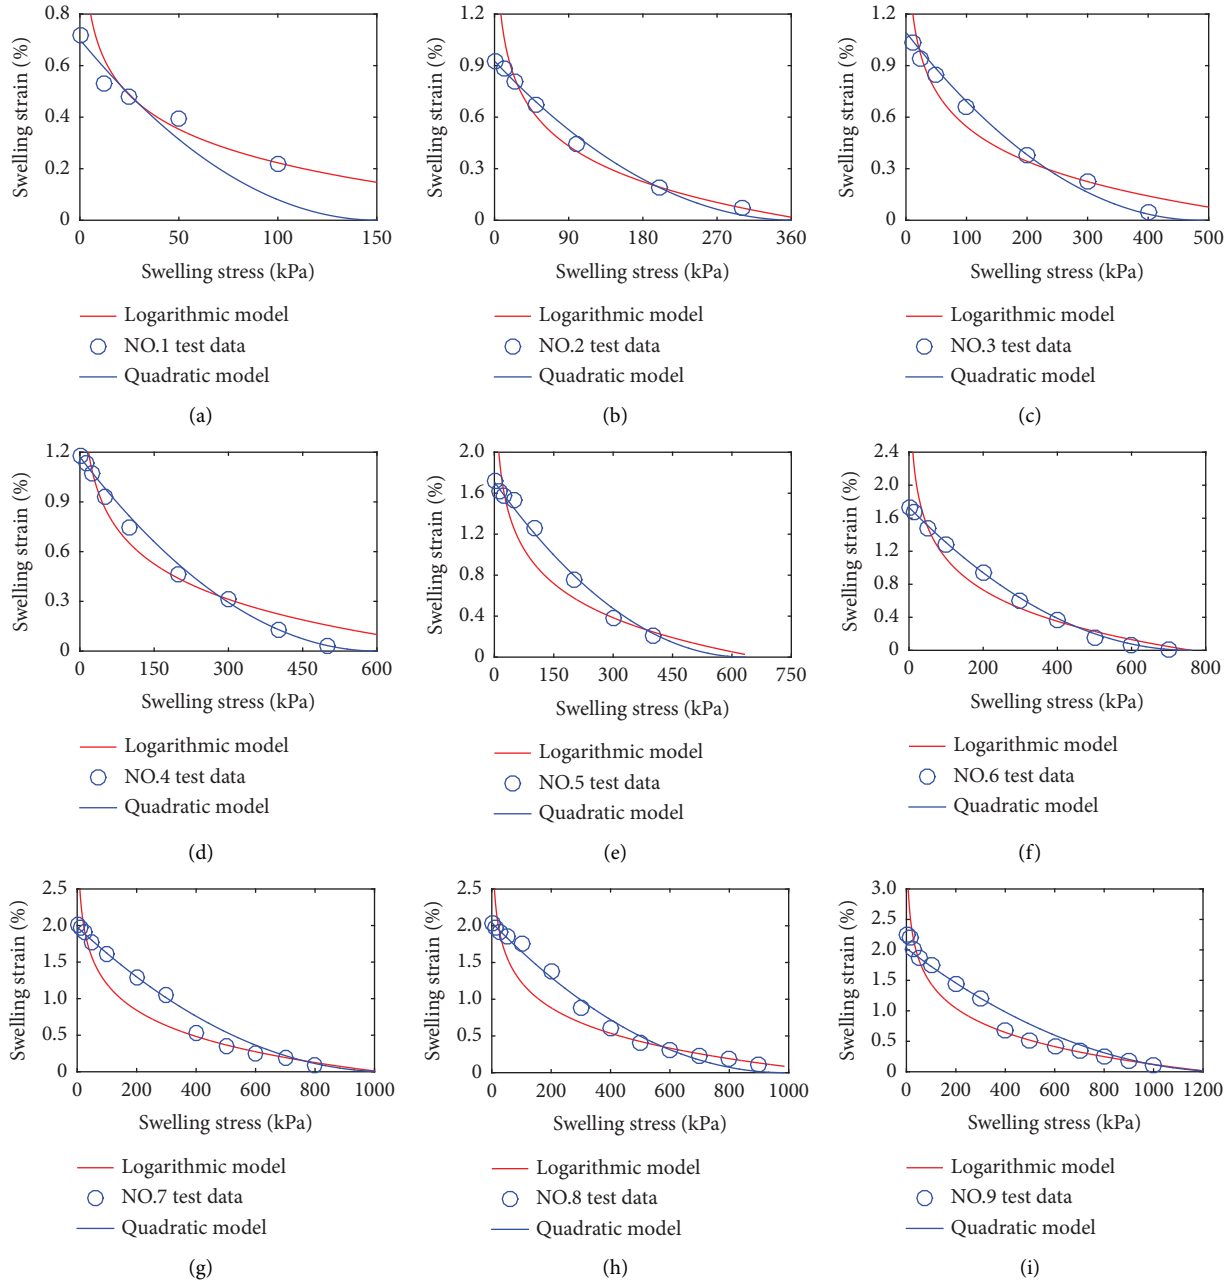 Swelling strain (%)
0.8
0.6
0.4
0.2
0
0 50 100 150
Swelling stress (kPa)
Logarithmic model
NO.1 test data
Quadratic model
(a)
Swelling strain (%)
1.2
0.9
0.6
0.3
0
0 90 180 270 360
Swelling stress (kPa)
Logarithmic model
NO.2 test data
Quadratic model
(b)
Swelling strain (%)
1.2
0.9
0.6
0.3
0
0 100 200 300 400 500
Swelling stress (kPa)
Logarithmic model
NO.3 test data
Quadratic model
(c)
Swelling strain (%)
1.2
0.9
0.6
0.3
0
0 150 300 450 600
Swelling stress (kPa)
Logarithmic model
NO.4 test data
Quadratic model
(d)
Swelling strain (%)
2.0
1.6
1.2
0.8
0.4
0
0 150 300 450 600 750
Swelling stress (kPa)
Logarithmic model
NO.5 test data
Quadratic model
(e)
Swelling strain (%)
2.4
2.0
1.6
1.2
0.8
0.4
0
0 200 400 600 800
Swelling stress (kPa)
Logarithmic model
NO.6 test data
Quadratic model
(f)
Swelling strain (%)
2.5
2.0
1.5
1.0
0.5
0
0 200 400 600 800 1000
Swelling stress (kPa)
Logarithmic model
NO.7 test data
Quadratic model
(g)
Swelling strain (%)
2.5
2.0
1.5
1.0
0.5
0
0 200 400 600 800 1000
Swelling stress (kPa)
Logarithmic model
NO.8 test data
Quadratic model
(h)
Swelling strain (%)
3.0
2.5
2.0
1.5
1.0
0.5
0
0 200 400 600 800 1000 1200
Swelling stress (kPa)
Logarithmic model
NO.9 test data
Quadratic model
(i)